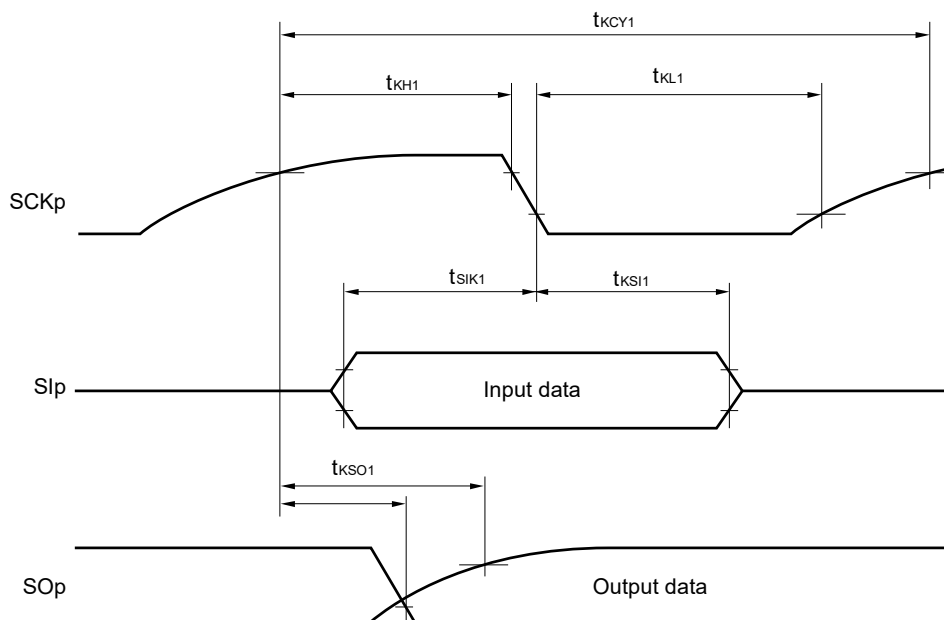 tKCY1
tKH1
tKL1
SCKp
tSIK1
tKSI1
SIp
Input data
tKSO1
SOp
Output data